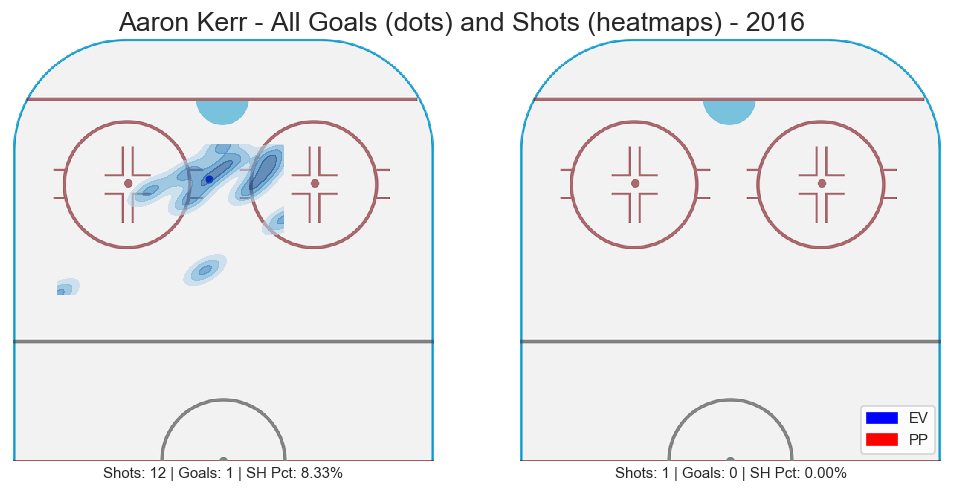 Aaron Kerr - All Goals (dots) and Shots (heatmaps) - 2016
EV
PP
Shots: 12 | Goals: 1 | SH Pct: 8.33%
Shots: 1 | Goals: 0 | SH Pct: 0.00%